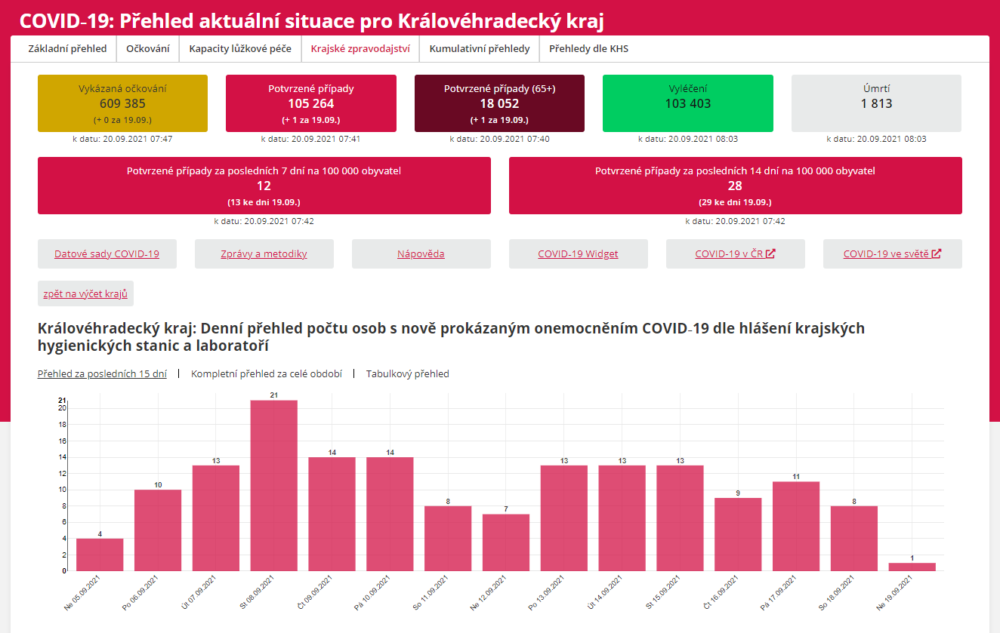 COVID-19: Přehled aktuální situace pro Královéhradecký kraj
Základní přehled
Očkování
Kapacity lůžkové péče
Krajské zpravodajství
Kumulativní přehledy
Přehledy dle KHS
Vykázaná očkování
609 385
(+ 0 za 19.09.)
k datu: 20.09.2021 07:47
Potvrzené případy
105 264
(+ 1 za 19.09.)
k datu: 20.09.2021 07:41
Potvrzené případy (65+)
18 052
(+ 1 za 19.09.)
k datu: 20.09.2021 07:40
Vyléčení
103 403
k datu: 20.09.2021 08:03
Úmrtí
1 813
k datu: 20.09.2021 08:03
Potvrzené případy za posledních 7 dní na 100 000 obyvatel
12
(13 ke dni 19.09.)
k datu: 20.09.2021 07:42
Potvrzené případy za posledních 14 dní na 100 000 obyvatel
28
(29 ke dni 19.09.)
k datu: 20.09.2021 07:42
Datové sady COVID-19
Zprávy a metodiky
Nápověda
COVID-19 Widget
COVID-19 v ČR
COVID-19 ve světě
zpět na výčet krajů
Královéhradecký kraj: Denní přehled počtu osob s nově prokázaným onemocněním COVID-19 dle hlášení krajských
hygienických stanic a laboratoří
Přehled za posledních 15 dní | Kompletní přehled za celé období | Tabulkový přehled
21
20
18
16
14
12
10
8
6
4
2
0
4
10
13
21
14
14
8
7
13
13
13
9
11
8
1
Ne 05.09.2021
Po 06.09.2021
Út 07.09.2021
St 08.09.2021
Čt 09.09.2021
Pá 10.09.2021
So 11.09.2021
Ne 12.09.2021
Po 13.09.2021
Út 14.09.2021
St 15.09.2021
Čt 16.09.2021
Pá 17.09.2021
So 18.09.2021
Ne 19.09.2021